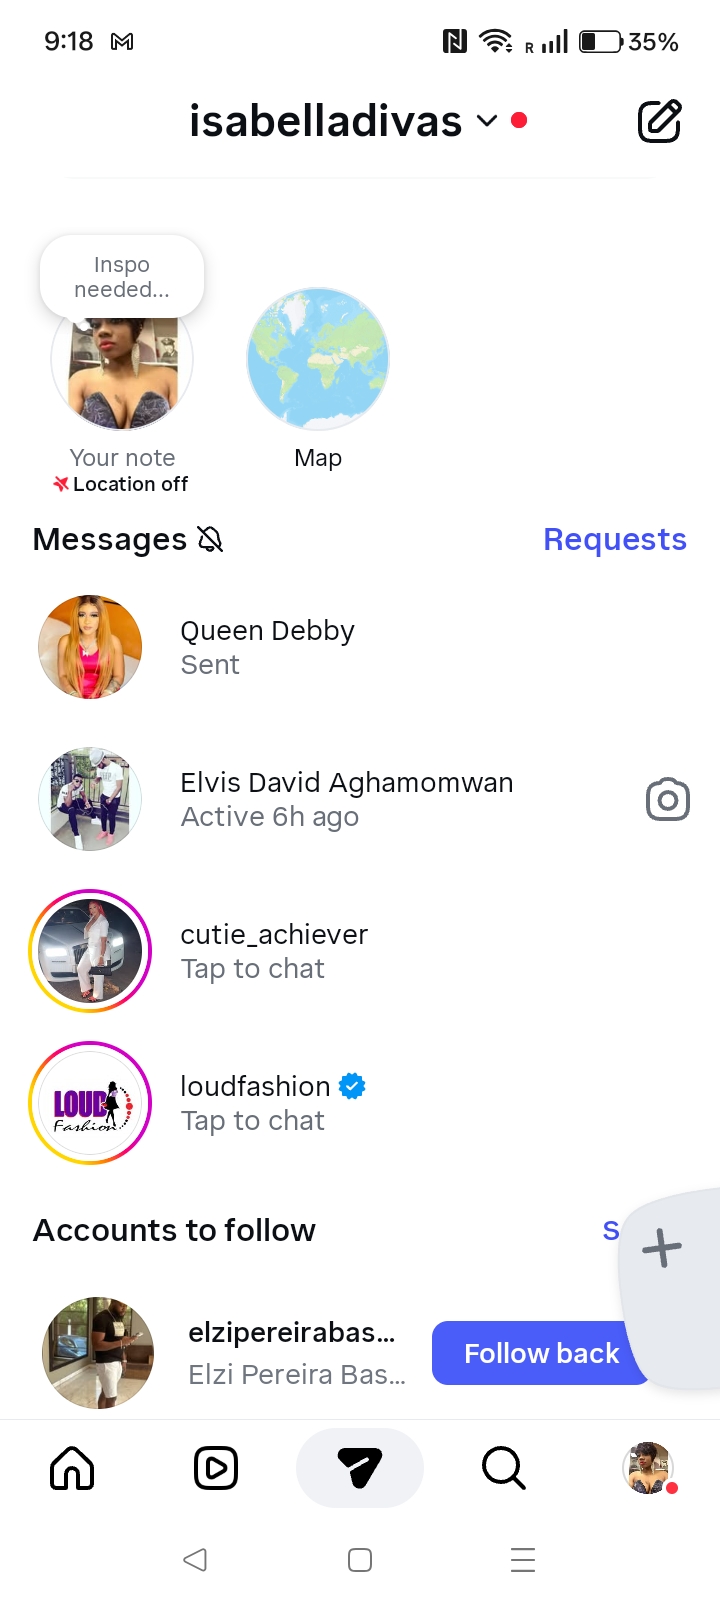 9:18
R
35%
isabelladivas
Inspo
needed...
Your note
Location off
Map
Messages
Requests
Queen Debby
Sent
Elvis David Aghamomwan
Active 6h ago
cutie_achiever
Tap to chat
LOUD
Fashion
loudfashion
Tap to chat
Accounts to follow
elzipereirabas...
Elzi Pereira Bas...
Follow back